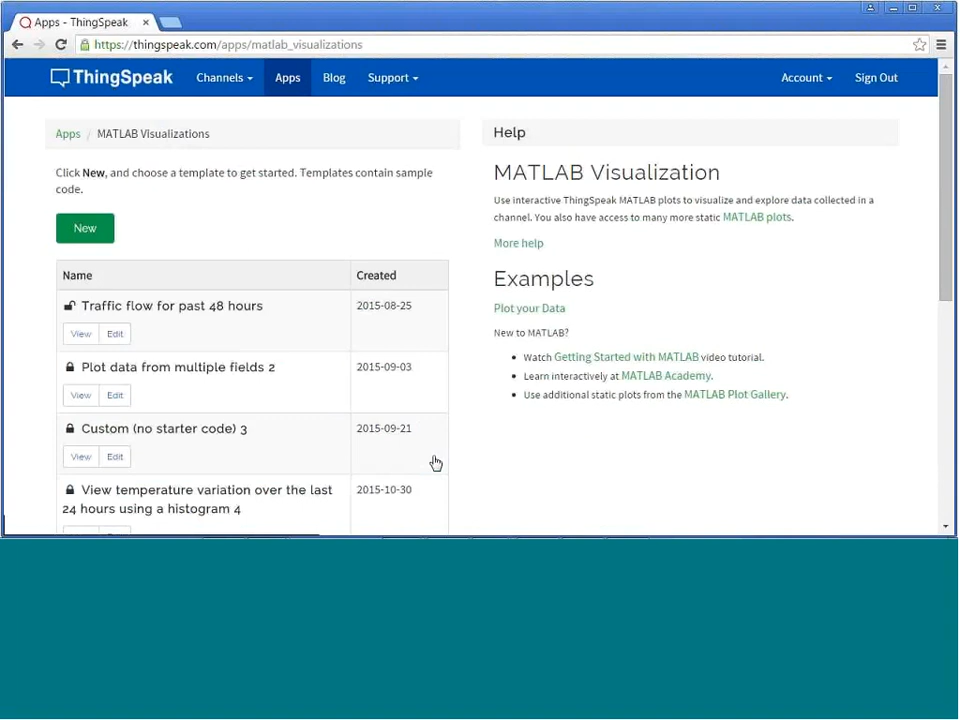 Apps - ThingSpeak
https://thingspeak.com/apps/matlab_visualizations
ThingSpeak
Channels
Apps
Blog
Support
Account
Sign Out
Apps / MATLAB Visualizations
Click New, and choose a template to get started. Templates contain sample
code.
New
Name
Created
Traffic flow for past 48 hours
2015-08-25
View
Edit
Plot data from multiple fields 2
2015-09-03
View
Edit
Custom (no starter code) 3
2015-09-21
View
Edit
View temperature variation over the last
24 hours using a histogram 4
2015-10-30
Help
MATLAB Visualization
Use interactive ThingSpeak MATLAB plots to visualize and explore data collected in a
channel. You also have access to many more static MATLAB plots.
More help
Examples
Plot your Data
New to MATLAB?
Watch Getting Started with MATLAB video tutorial.
Learn interactively at MATLAB Academy.
Use additional static plots from the MATLAB Plot Gallery.